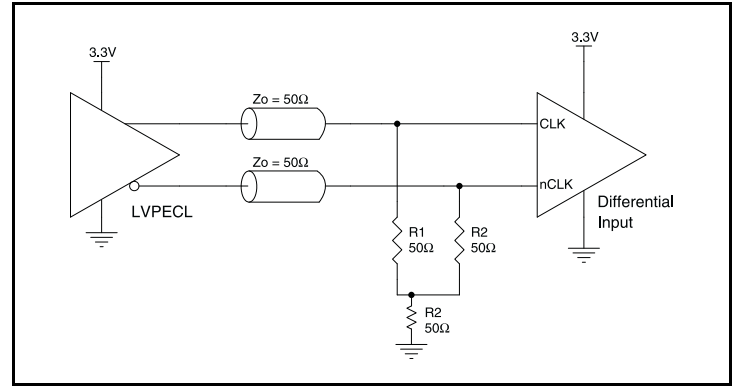 3.3V
3.3V
Zo = 50Ω
CLK
Zo = 50Ω
nCLK
LVPECL
Differential
Input
R1
50Ω
R2
50Ω
R2
50Ω